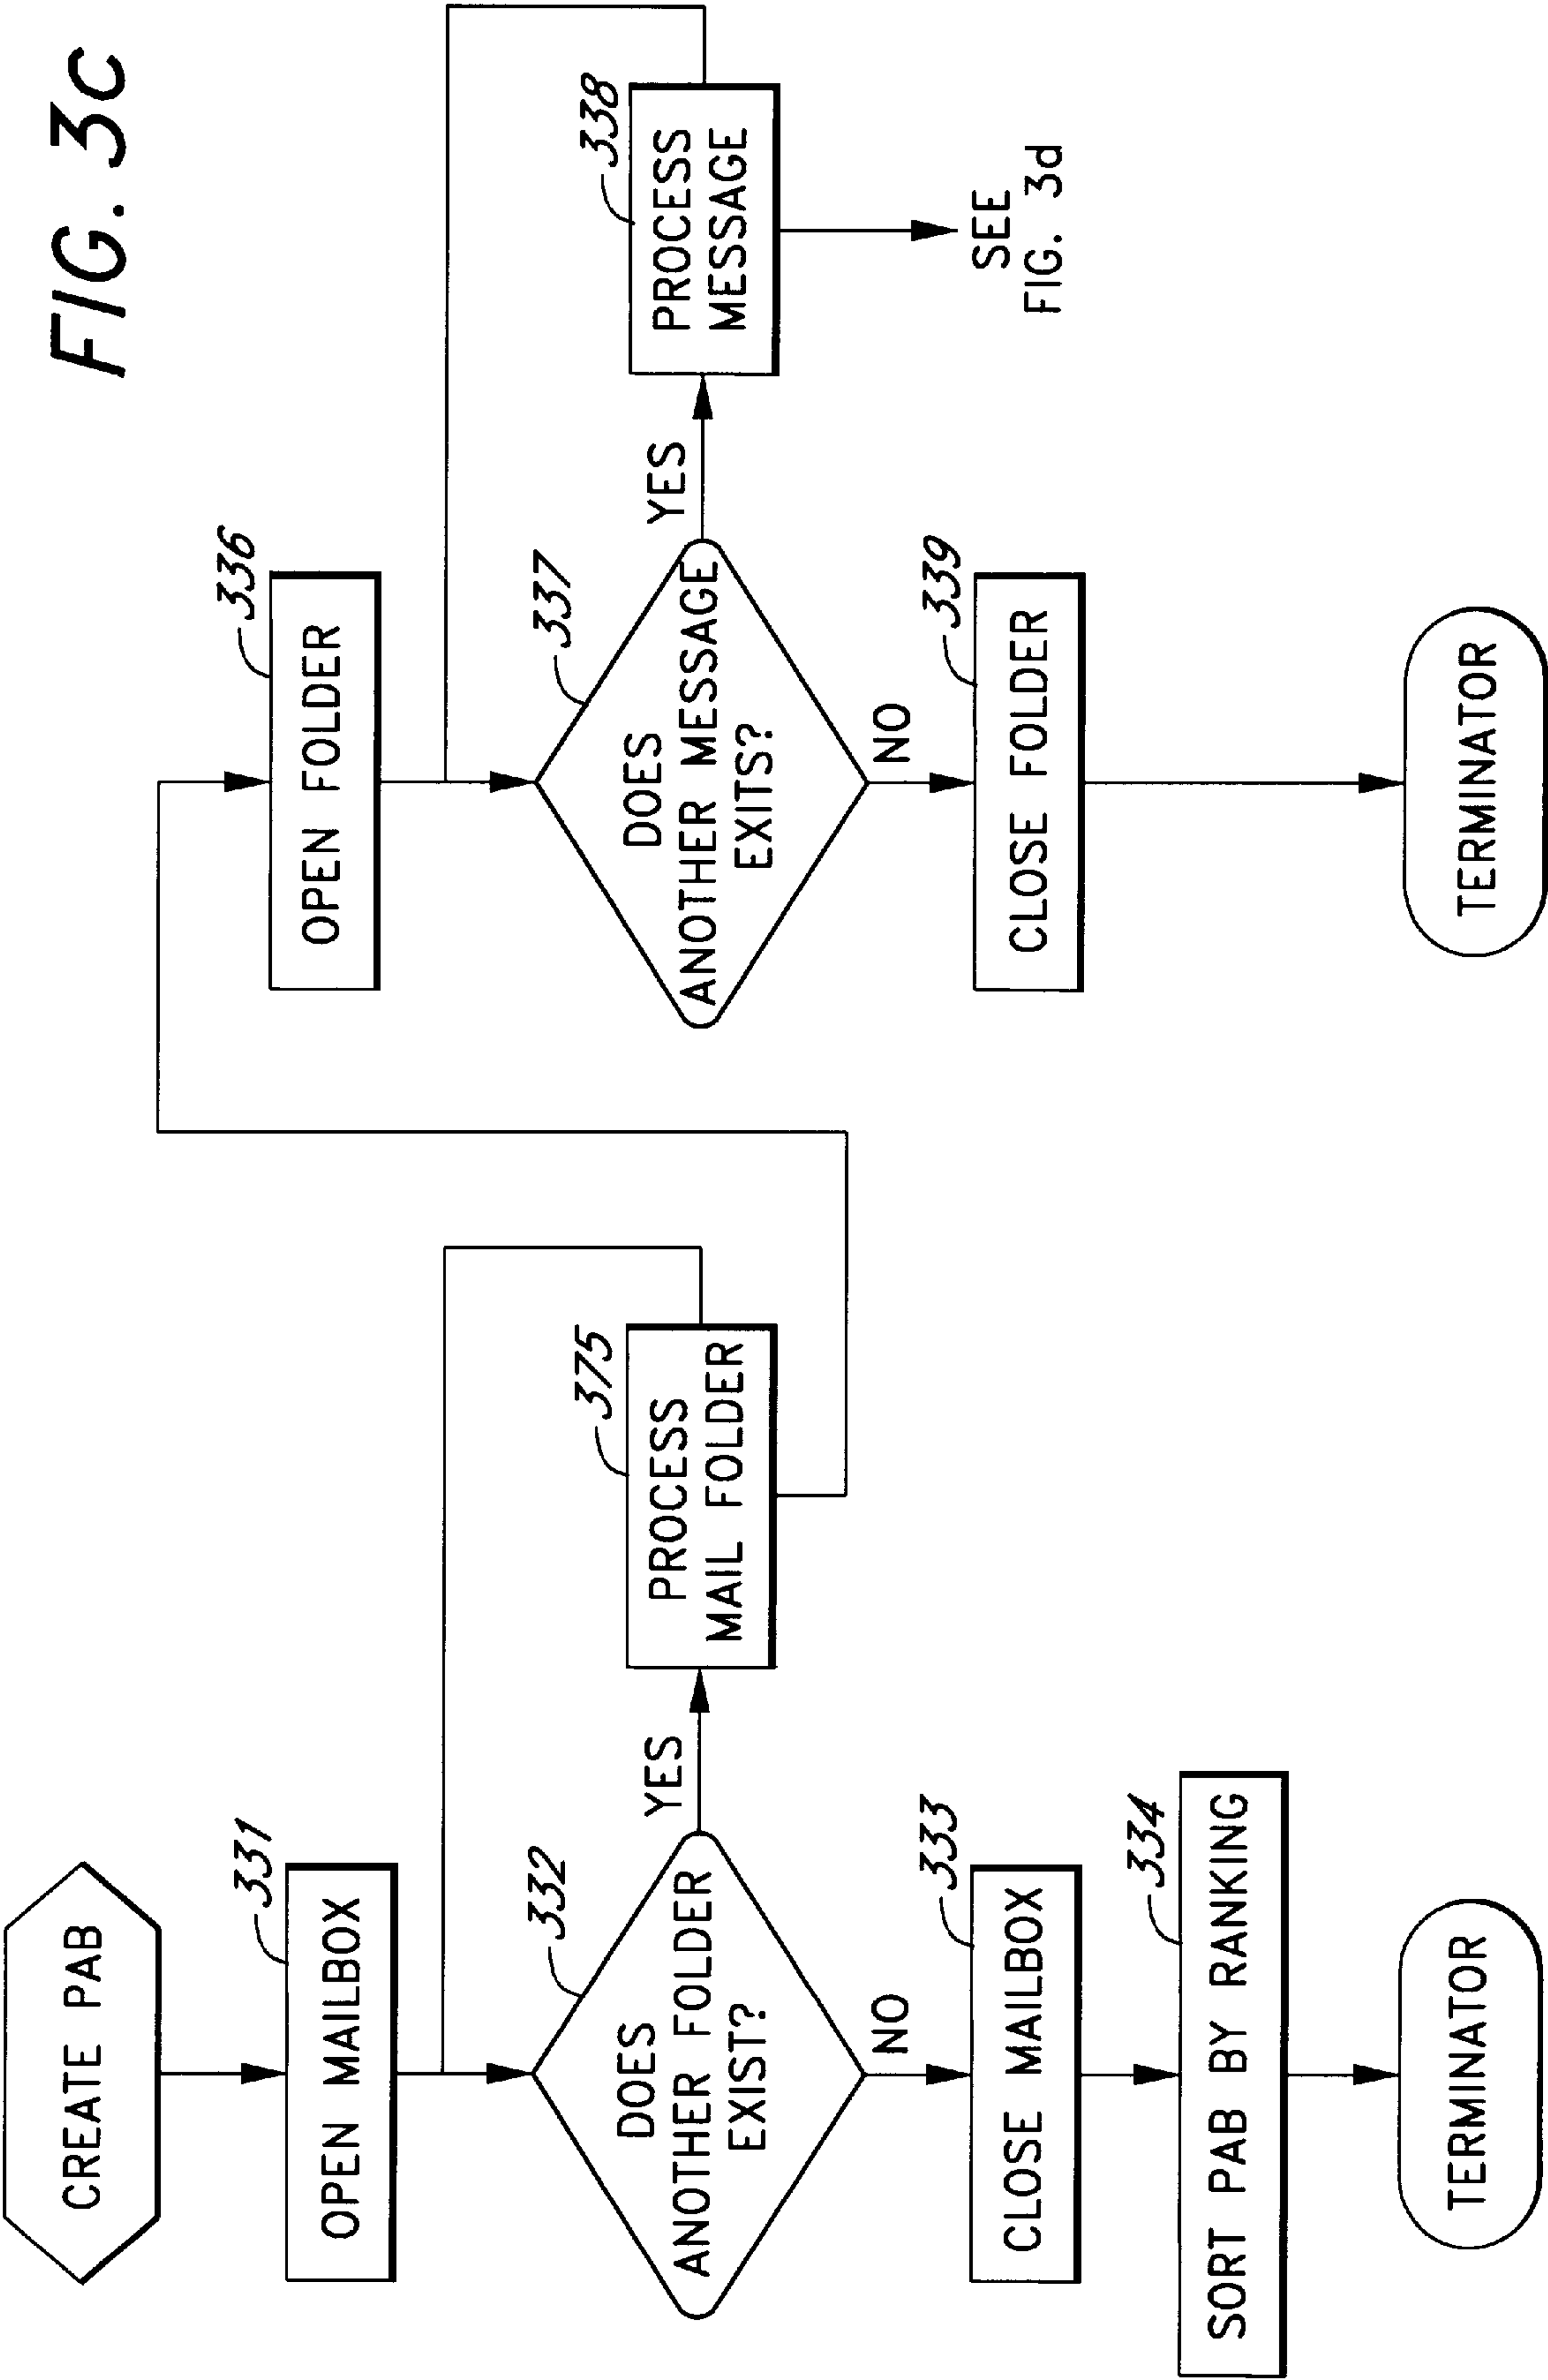 FIG. 3c
CREATE PAB
331
OPEN MAILBOX
332
DOES
ANOTHER FOLDER
EXIST?
YES
375
PROCESS
MAIL FOLDER
NO
333
CLOSE MAILBOX
334
SORT PAB BY RANKING
TERMINATOR
336
OPEN FOLDER
337
DOES
ANOTHER MESSAGE
EXITS?
YES
338
PROCESS
MESSAGE
SEE
FIG. 3d
NO
339
CLOSE FOLDER
TERMINATOR